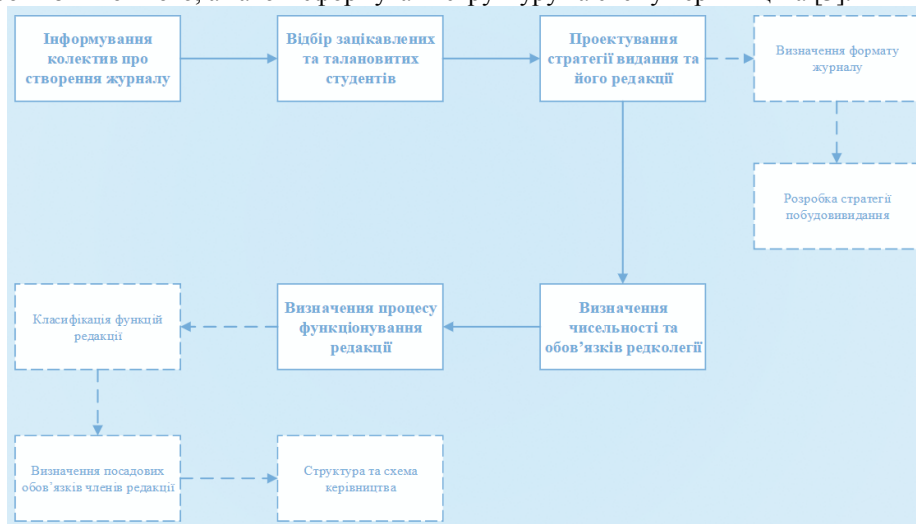 Інформування
колектив про
створення журналу
Відбір зацікавлених
та талановитих
студентів
Проектування
стратегії видання та
його редакції
Визначення формату
журналу
Розробка стратегії
побудовивидання
Класифікація функцій
редакції
Визначення процесу
функціонування
редакції
Визначення
чисельності та
обов’язків редколегії
Визначення посадових
обов’язків членів редакції
Структура та схема
керівництва